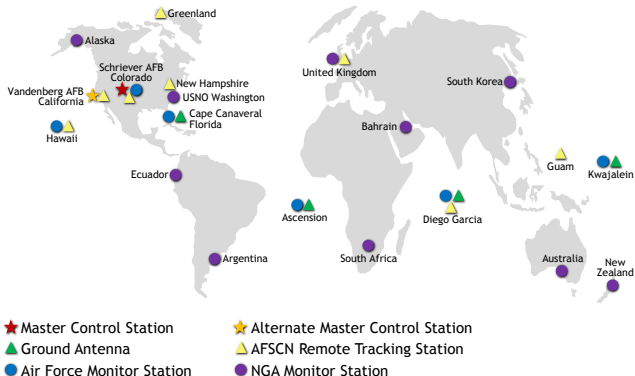 Greenland
Alaska
Schriever AFB
Colorado
Vandenberg AFB
California
New Hampshire
USNO Washington
Cape Canaveral
Florida
Hawaii
United Kingdom
South Korea
Bahrain
Guam
Kwajalein
Ecuador
Ascension
Diego Garcia
Argentina
South Africa
Australia
New
Zealand
Master Control Station
Alternate Master Control Station
Ground Antenna
AFSCN Remote Tracking Station
Air Force Monitor Station
NGA Monitor Station